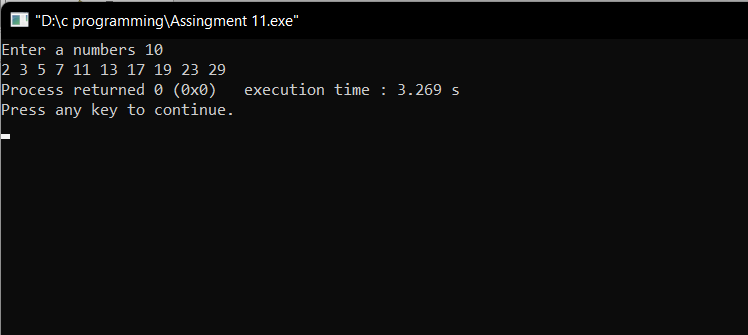 "D:\c programming\Assingment 11.exe"
Enter a numbers 10
2 3 5 7 11 13 17 19 23 29
Process returned 0 (0x0)   execution time : 3.269 s
Press any key to continue.